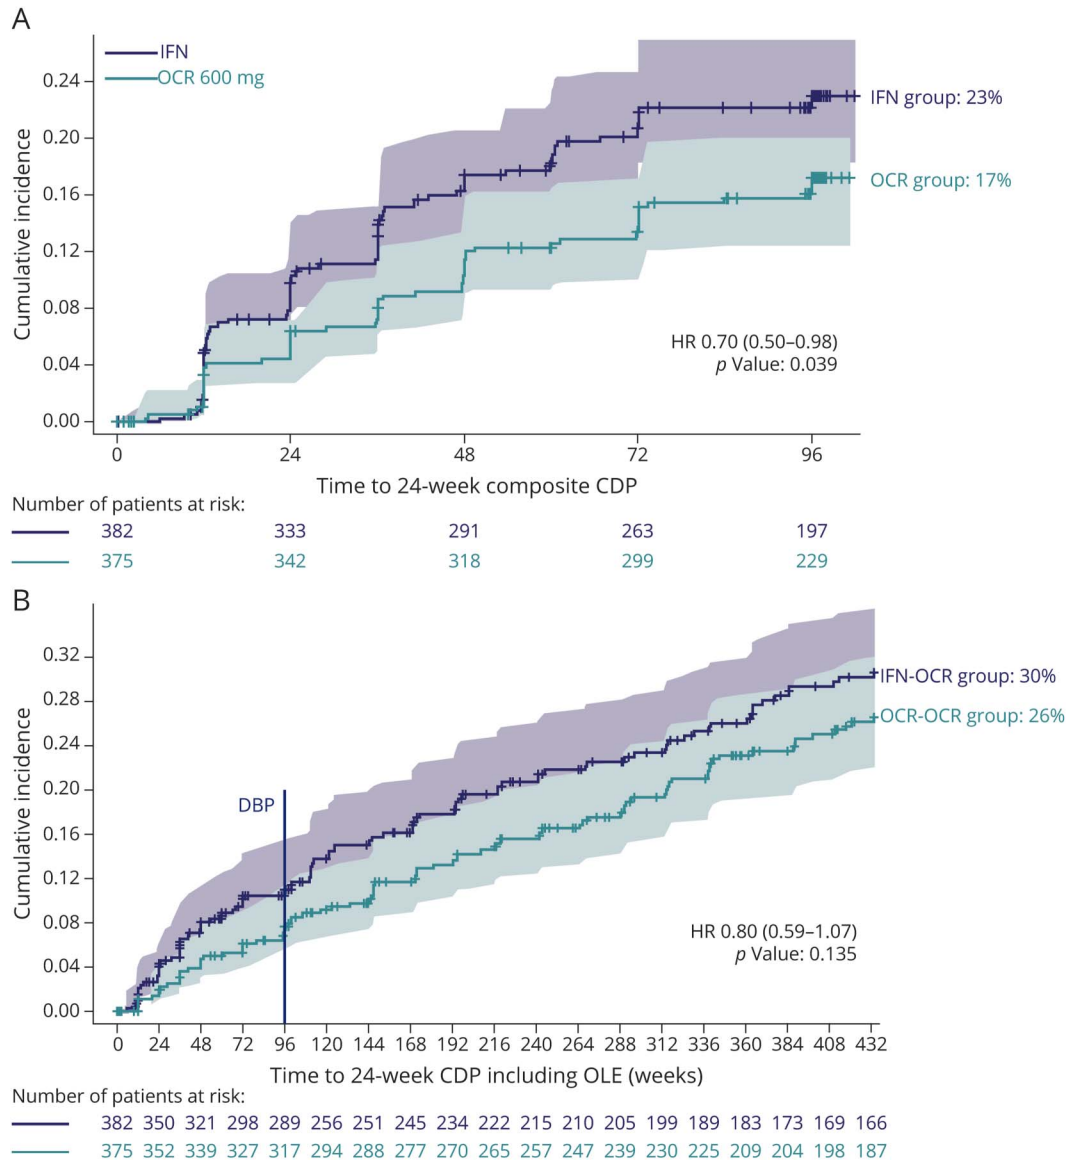 A
IFN
OCR 600 mg
Cumulative incidence
0.24
0.20
0.16
0.12
0.08
0.04
0.00
IFN group: 23%
OCR group: 17%
HR 0.70 (0.50–0.98)
p Value: 0.039
0 24 48 72 96
Time to 24-week composite CDP
Number of patients at risk:
382 333 291 263 197
375 342 318 299 229
B
Cumulative incidence
0.32
0.28
0.24
0.20
0.16
0.12
0.08
0.04
0.00
DBP
IFN-OCR group: 30%
OCR-OCR group: 26%
HR 0.80 (0.59–1.07)
p Value: 0.135
0 24 48 72 96 120 144 168 192 216 240 264 288 312 336 360 384 408 432
Time to 24-week CDP including OLE (weeks)
Number of patients at risk:
382 350 321 298 289 256 251 245 234 222 215 210 205 199 189 183 173 169 166
375 352 339 327 317 294 288 277 270 265 257 247 239 230 225 209 204 198 187